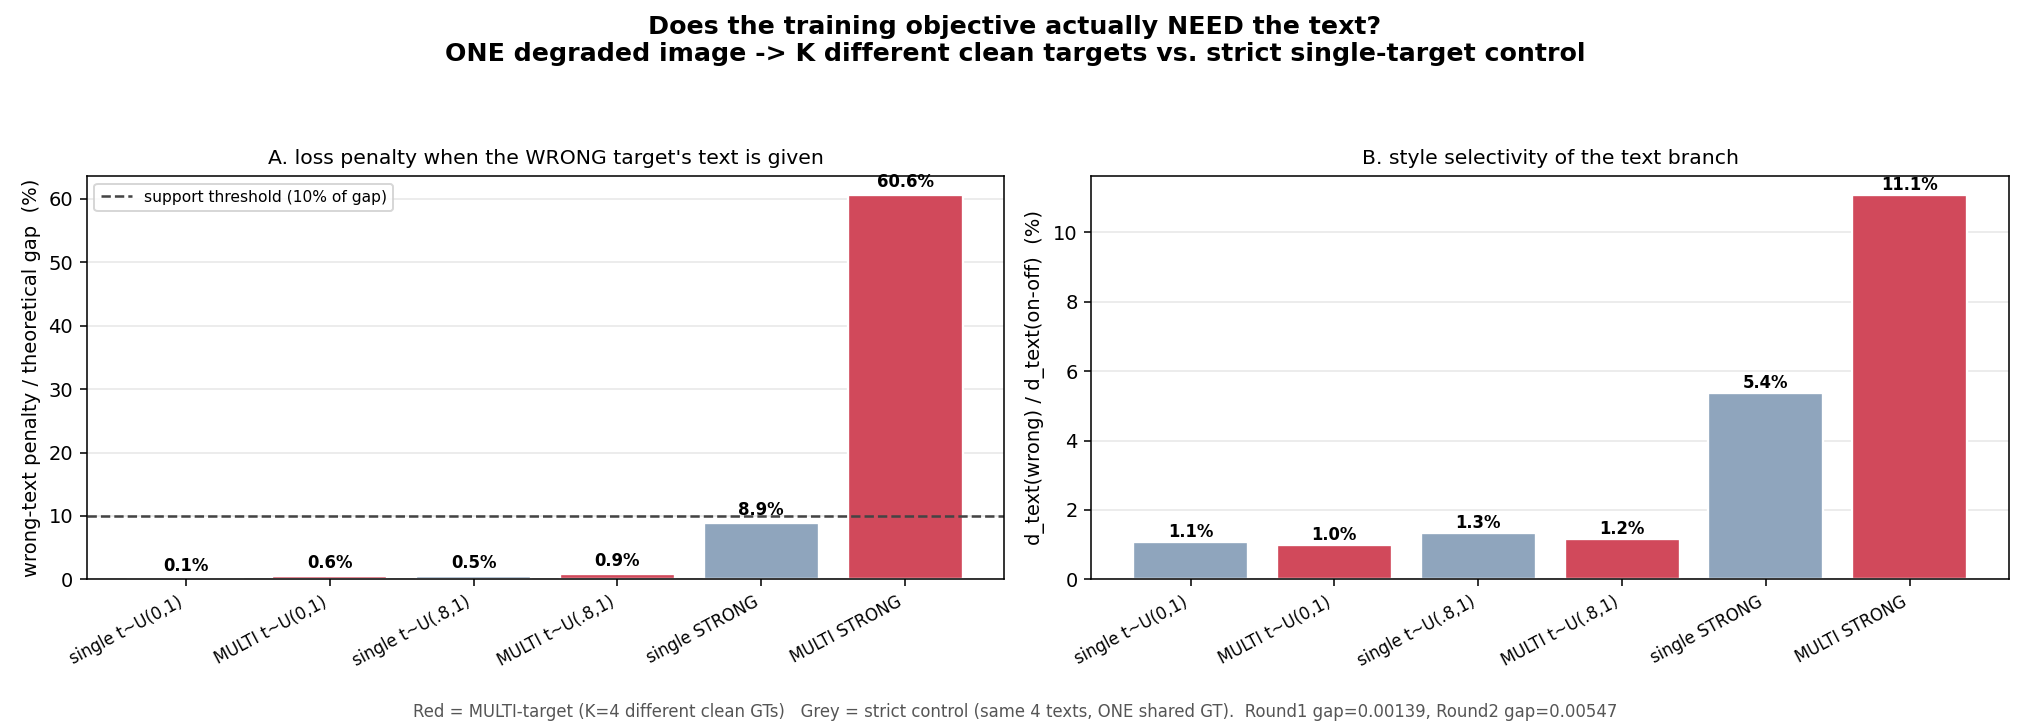 Does the training objective actually NEED the text?
ONE degraded image -> K different clean targets vs. strict single-target control
A. loss penalty when the WRONG target's text is given
wrong-text penalty / theoretical gap (%)
60
50
40
30
20
10
0
support threshold (10% of gap)
0.1%
0.6%
0.5%
0.9%
8.9%
60.6%
single t~U(0,1)
MULTI t~U(0,1)
single t~U(.8,1)
MULTI t~U(.8,1)
single STRONG
MULTI STRONG
B. style selectivity of the text branch
d_text(wrong) / d_text(on-off) (%)
10
8
6
4
2
0
1.1%
1.0%
1.3%
1.2%
5.4%
11.1%
single t~U(0,1)
MULTI t~U(0,1)
single t~U(.8,1)
MULTI t~U(.8,1)
single STRONG
MULTI STRONG
Red = MULTI-target (K=4 different clean GTs) Grey = strict control (same 4 texts, ONE shared GT). Round1 gap=0.00139, Round2 gap=0.00547